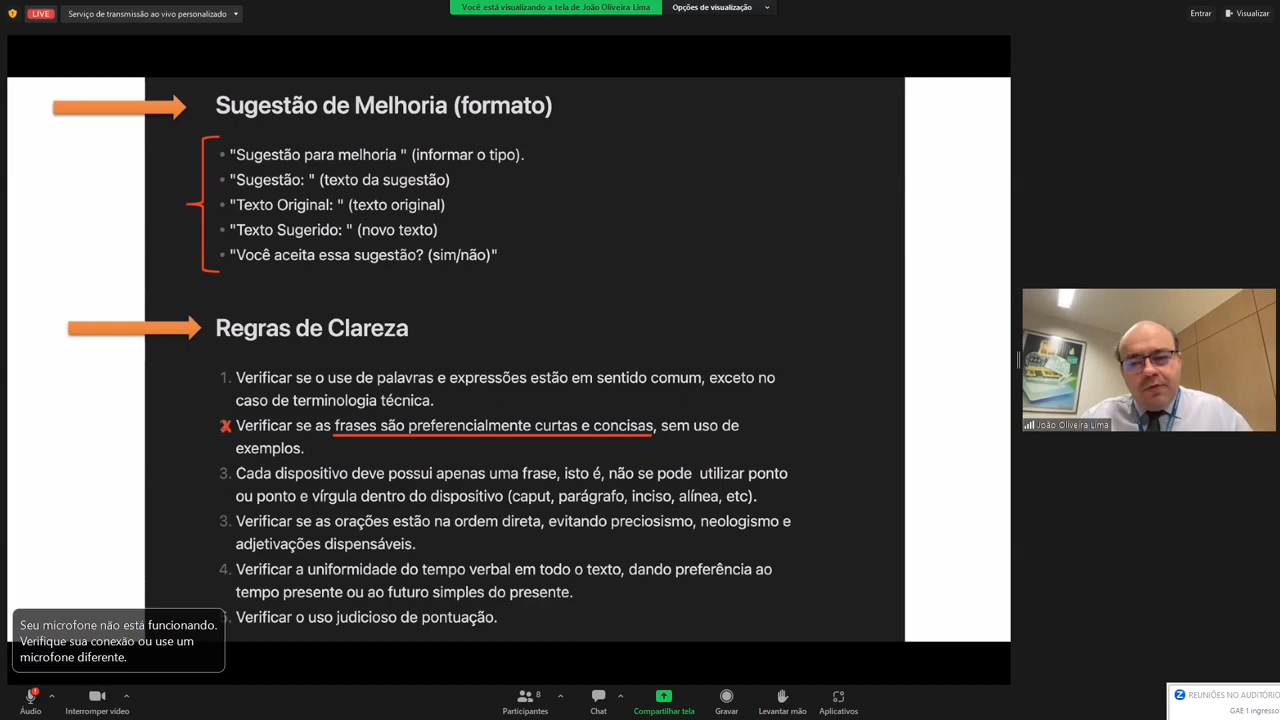 LIVE
Serviço de transmissão ao vivo personalizado
Você está visualizando a tela de João Oliveira Lima
Opções de visualização
Entrar
Visualizar
Sugestão de Melhoria (formato)
• "Sugestão para melhoria " (informar o tipo).
• "Sugestão: " (texto da sugestão)
• "Texto Original: " (texto original)
• "Texto Sugerido: " (novo texto)
• "Você aceita essa sugestão? (sim/não)"
Regras de Clareza
1. Verificar se o use de palavras e expressões estão em sentido comum, exceto no
caso de terminologia técnica.
Verificar se as frases são preferencialmente curtas e concisas, sem uso de
exemplos.
3. Cada dispositivo deve possui apenas uma frase, isto é, não se pode utilizar ponto
ou ponto e vírgula dentro do dispositivo (caput, parágrafo, inciso, alínea, etc).
3. Verificar se as orações estão na ordem direta, evitando preciosismo, neologismo e
adjetivações dispensáveis.
4. Verificar a uniformidade do tempo verbal em todo o texto, dando preferência ao
tempo presente ou ao futuro simples do presente.
5. Verificar o uso judicioso de pontuação.
João Oliveira Lima
Seu microfone não está funcionando.
Verifique sua conexão ou use um
microfone diferente.
Áudio
Interromper vídeo
8
Participantes
Chat
Compartilhar tela
Gravar
Levantar mão
Aplicativos
REUNIÕES NO AUDITÓRIO
GAE 1 ingresso